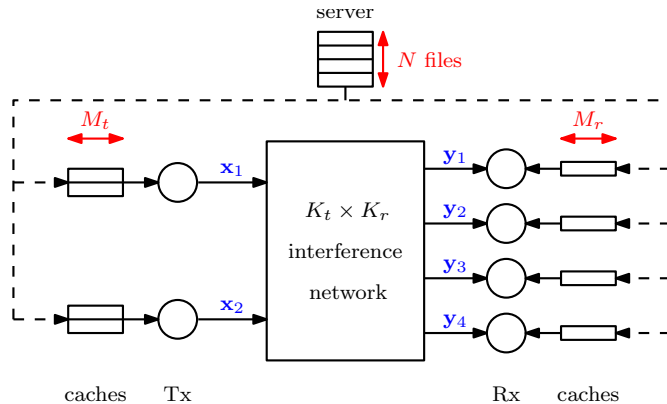 server
N files
M_t
M_r
x_1
y_1
y_2
K_t × K_r
interference
network
y_3
x_2
y_4
caches Tx Rx caches